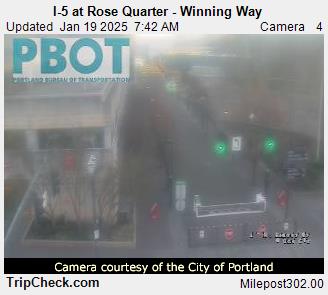 I-5 at Rose Quarter - Winning Way
Updated Jan 19 2025 7:42 AM Camera 4
PBOT
PORTLAND BUREAU OF TRANSPORTATION
Camera courtesy of the City of Portland
TripCheck.com Milepost302.00